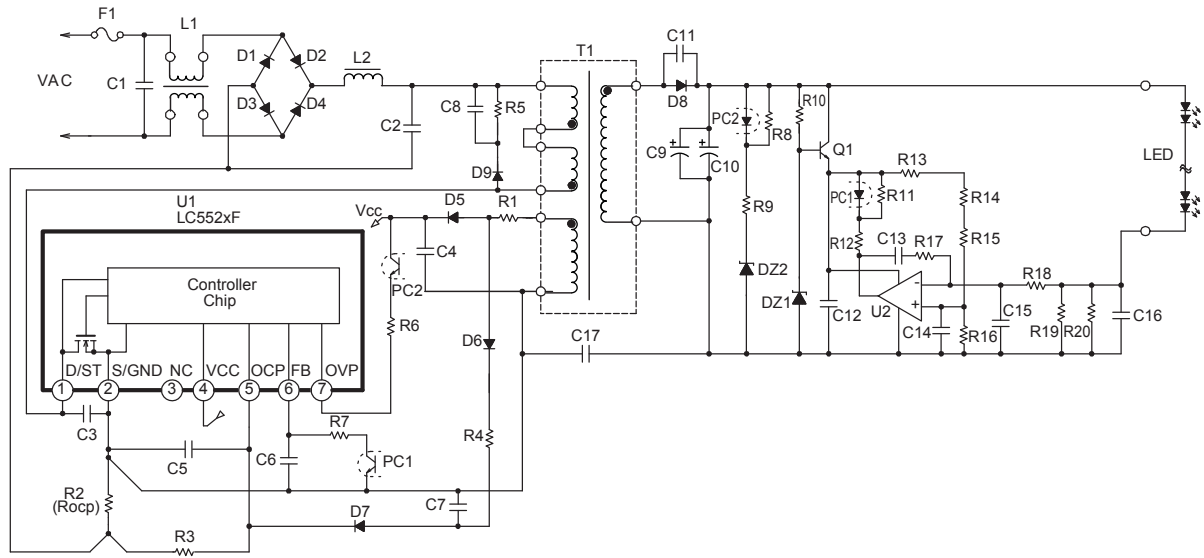 F1
L1
C11
T1
D1
D2
L2
VAC
C1
D8
D3
D4
C8
R5
PC2
R10
C2
R8
C9
C10
Q1
LED
R13
D9
PC1
R11
R14
U1
LC552xF
D5
R1
Vcc
R9
R12
C13
R17
R15
C4
DZ2
Controller
Chip
PC2
R18
DZ1
-
+
U2
C12
C14
R16
C15
R19
R20
C16
R6
D6
C17
D/ST
S/GND
NC
VCC
OCP
FB
OVP
1
2
3
4
5
6
7
C3
R7
R4
C5
C6
PC1
R2
(Rocp)
C7
D7
R3